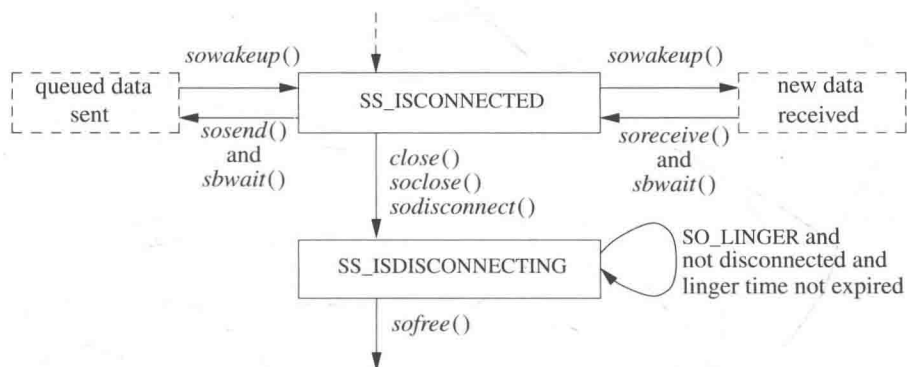 sowakeup()
sowakeup()
queued data
sent
SS_ISCONNECTED
new data
received
sosend()
and
sbwait()
soreceive()
and
sbwait()
close()
soclose()
sodisconnect()
SS_ISDISCONNECTING
SO_LINGER and
not disconnected and
linger time not expired
sofree()